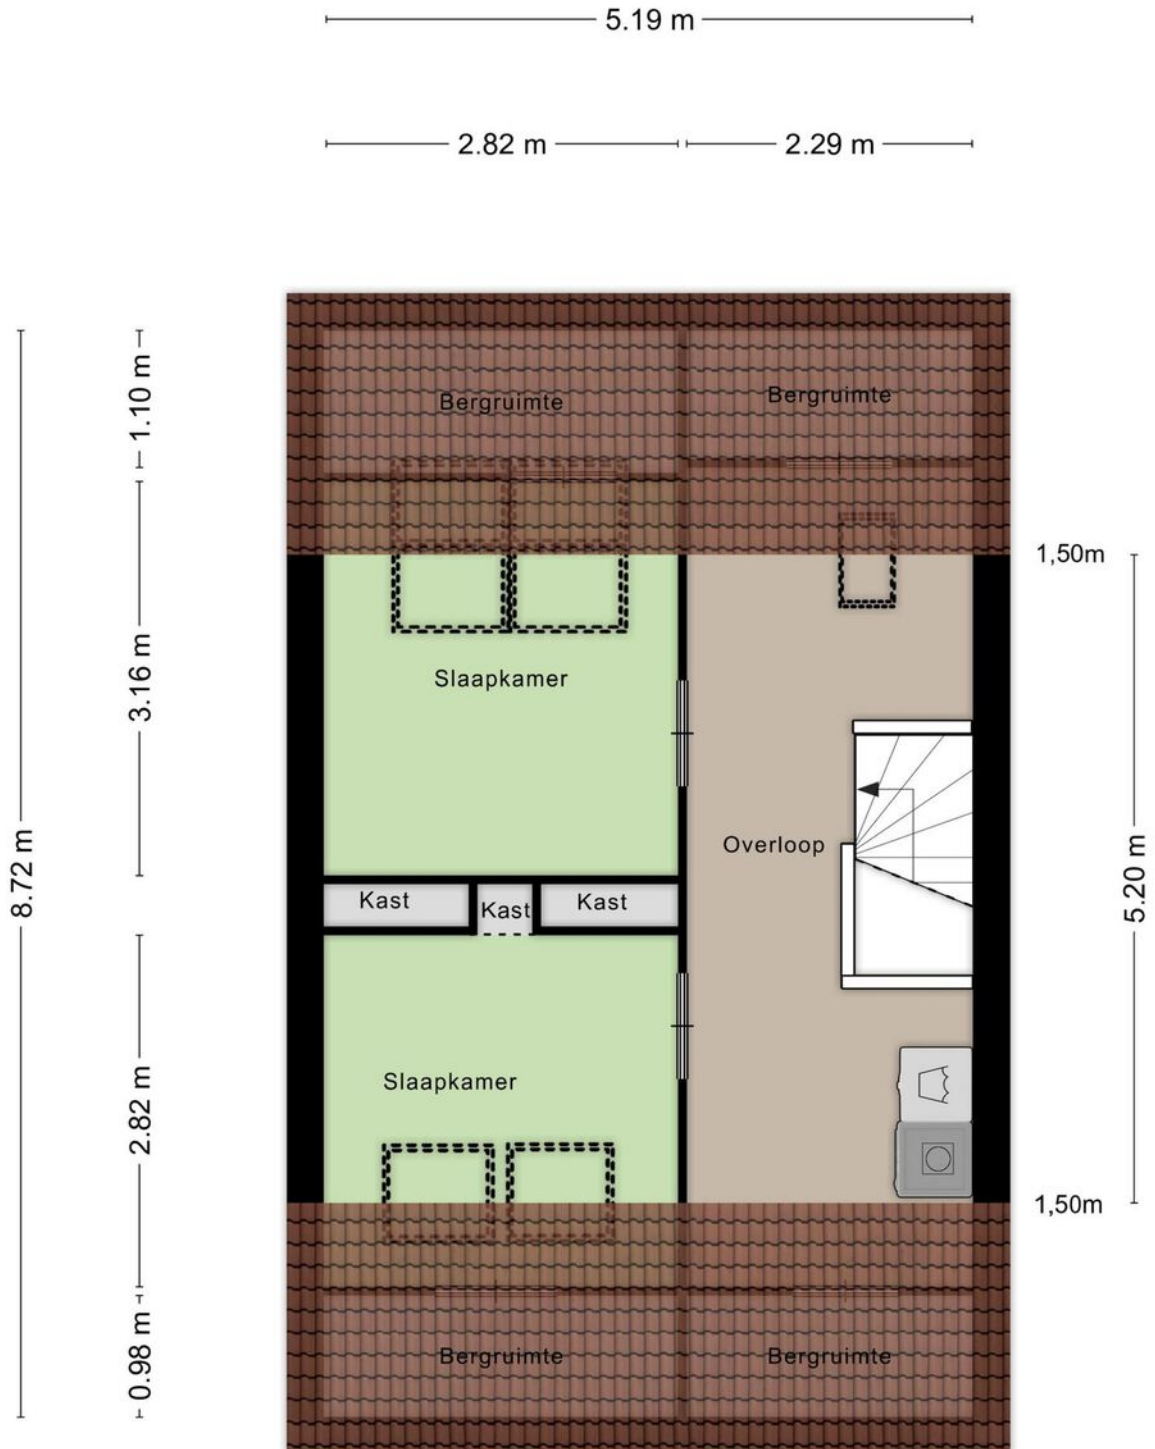 5.19 m
2.82 m
2.29 m
1.10 m
Bergruimte
Bergruimte
1,50m
3.16 m
Slaapkamer
8.72 m
Overloop
5.20 m
Kast
Kast
Kast
2.82 m
Slaapkamer
1,50m
0.98 m
Bergruimte
Bergruimte